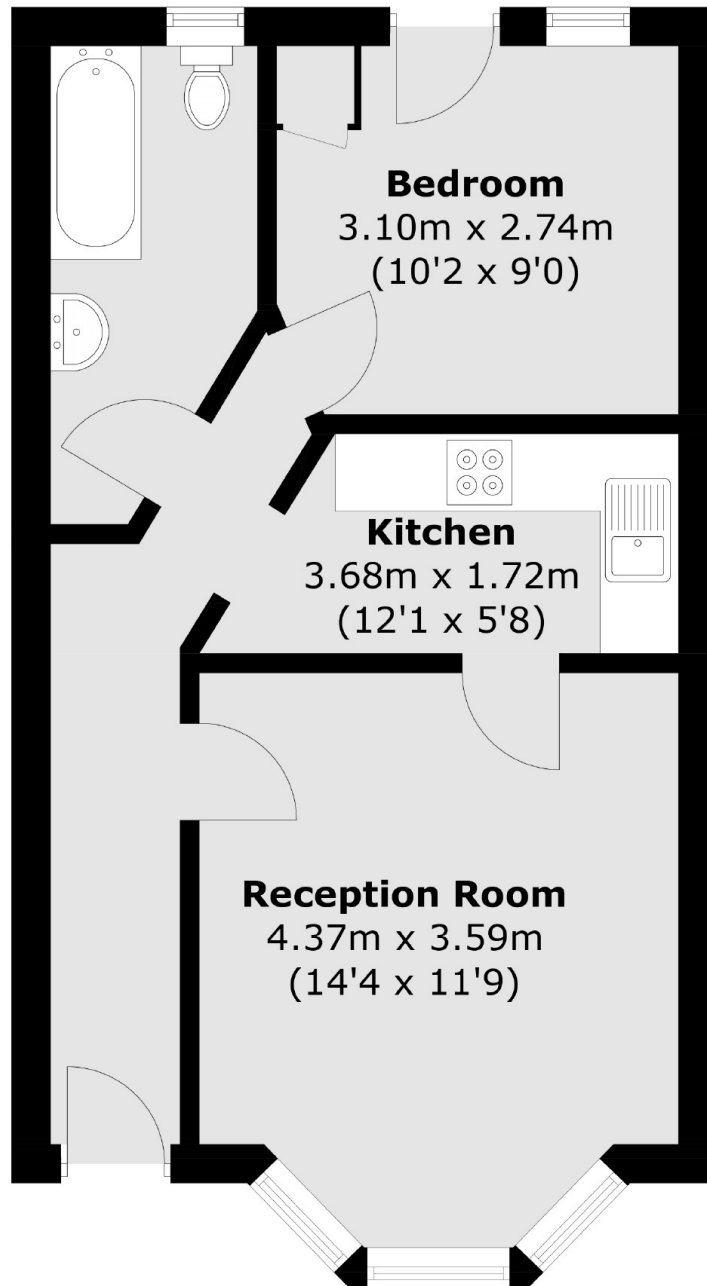 Bedroom
3.10m x 2.74m
(10'2 x 9'0)
Kitchen
3.68m x 1.72m
(12'1 x 5'8)
Reception Room
4.37m x 3.59m
(14'4 x 11'9)